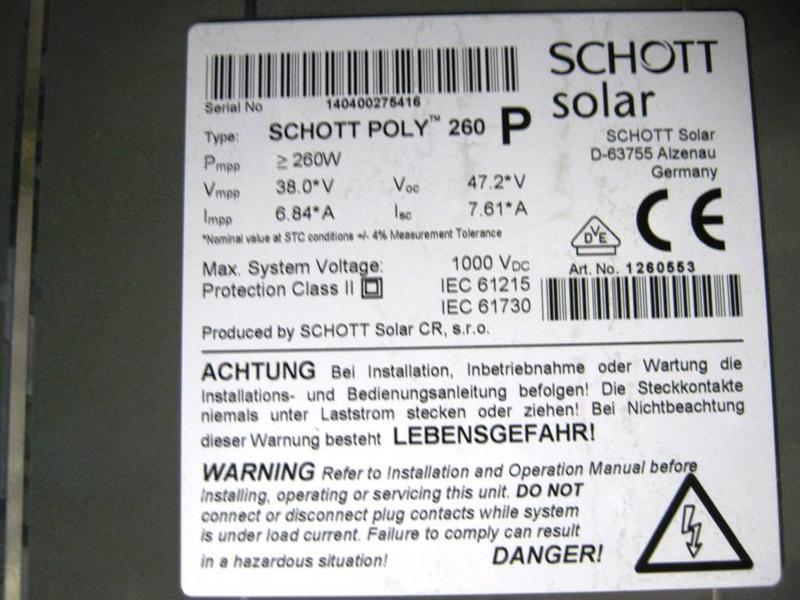 SCHOTT
solar
SCHOTT Solar
D-63755 Alzenau
Germany
Serial No 140400275416
Type: SCHOTT POLY™ 260 P
Pmpp ≥ 260W
Vmpp 38.0*V Voc 47.2*V
Impp 6.84*A Isc 7.61*A
*Nominal value at STC conditions +/- 4% Measurement Tolerance
DVE
CE
Max. System Voltage: 1000 VDC
Protection Class II IEC 61215
IEC 61730
Art. No. 1260553
Produced by SCHOTT Solar CR, s.r.o.
ACHTUNG Bei Installation, Inbetriebnahme oder Wartung die
Installations- und Bedienungsanleitung befolgen! Die Steckkontakte
niemals unter Laststrom stecken oder ziehen! Bei Nichtbeachtung
dieser Warnung besteht LEBENSGEFAHR!
WARNING Refer to Installation and Operation Manual before
installing, operating or servicing this unit. DO NOT
connect or disconnect plug contacts while system
is under load current. Failure to comply can result
in a hazardous situation! DANGER!